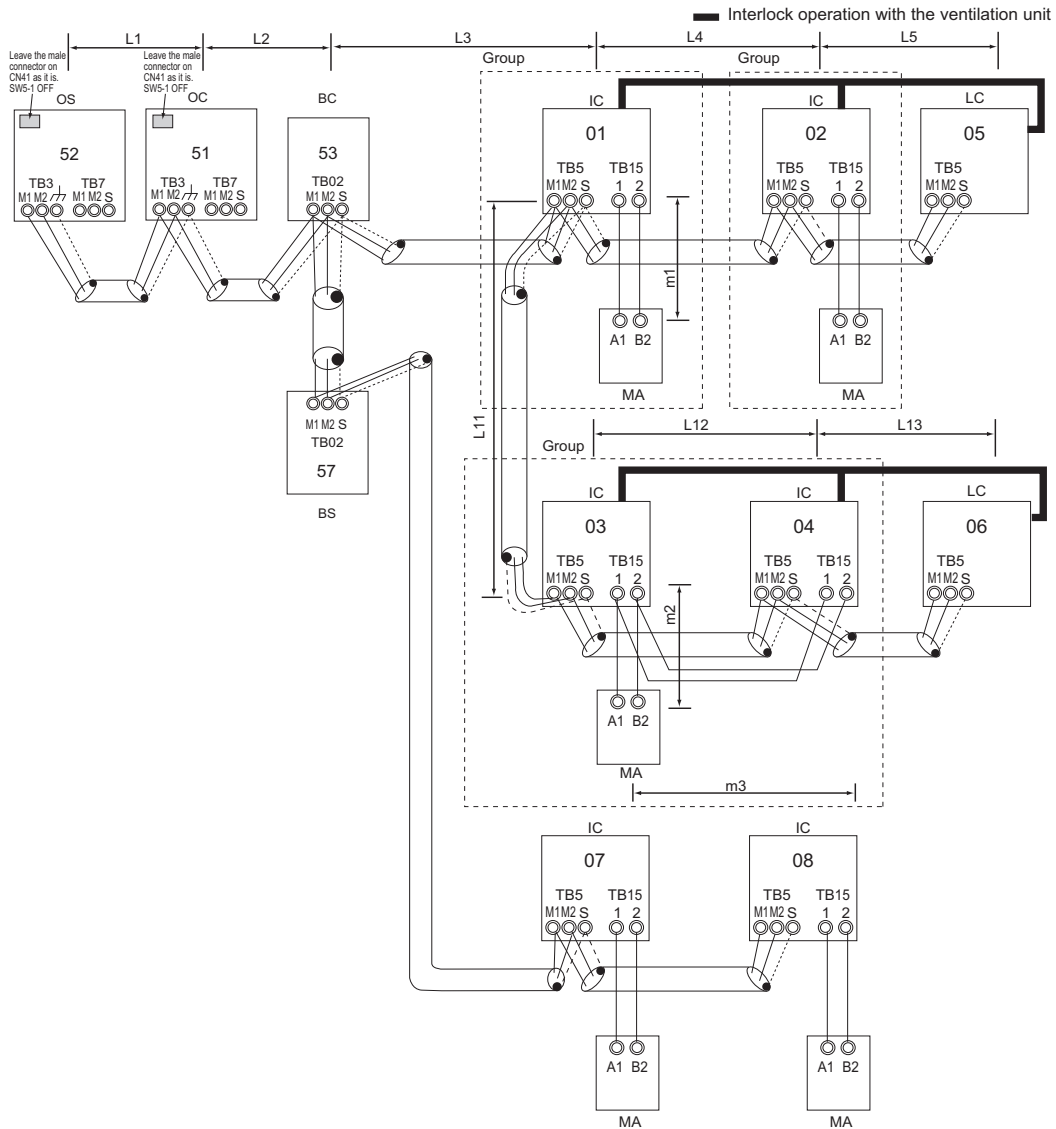 Interlock operation with the ventilation unit
L1
L2
L3
L4
L5
Leave the male
connector on
CN41 as it is.
SW5-1 OFF
Leave the male
connector on
CN41 as it is.
SW5-1 OFF
Group
Group
OS
OC
BC
IC
IC
LC
52
51
53
01
02
05
TB3
TB7
TB3
TB7
TB02
TB5
TB15
TB5
TB15
TB5
M1 M2
M1 M2 S
M1 M2
M1 M2 S
M1 M2 S
M1 M2 S
1 2
M1 M2 S
1 2
M1 M2 S
m1
A1 B2
A1 B2
MA
MA
M1 M2 S
TB02
57
BS
L11
Group
L12
L13
IC
IC
LC
03
04
06
TB5
TB15
TB5
TB15
TB5
M1 M2 S
1 2
M1 M2 S
1 2
M1 M2 S
m2
A1 B2
MA
m3
IC
IC
07
08
TB5
TB15
TB5
TB15
M1 M2 S
1 2
M1 M2 S
1 2
A1 B2
A1 B2
MA
MA